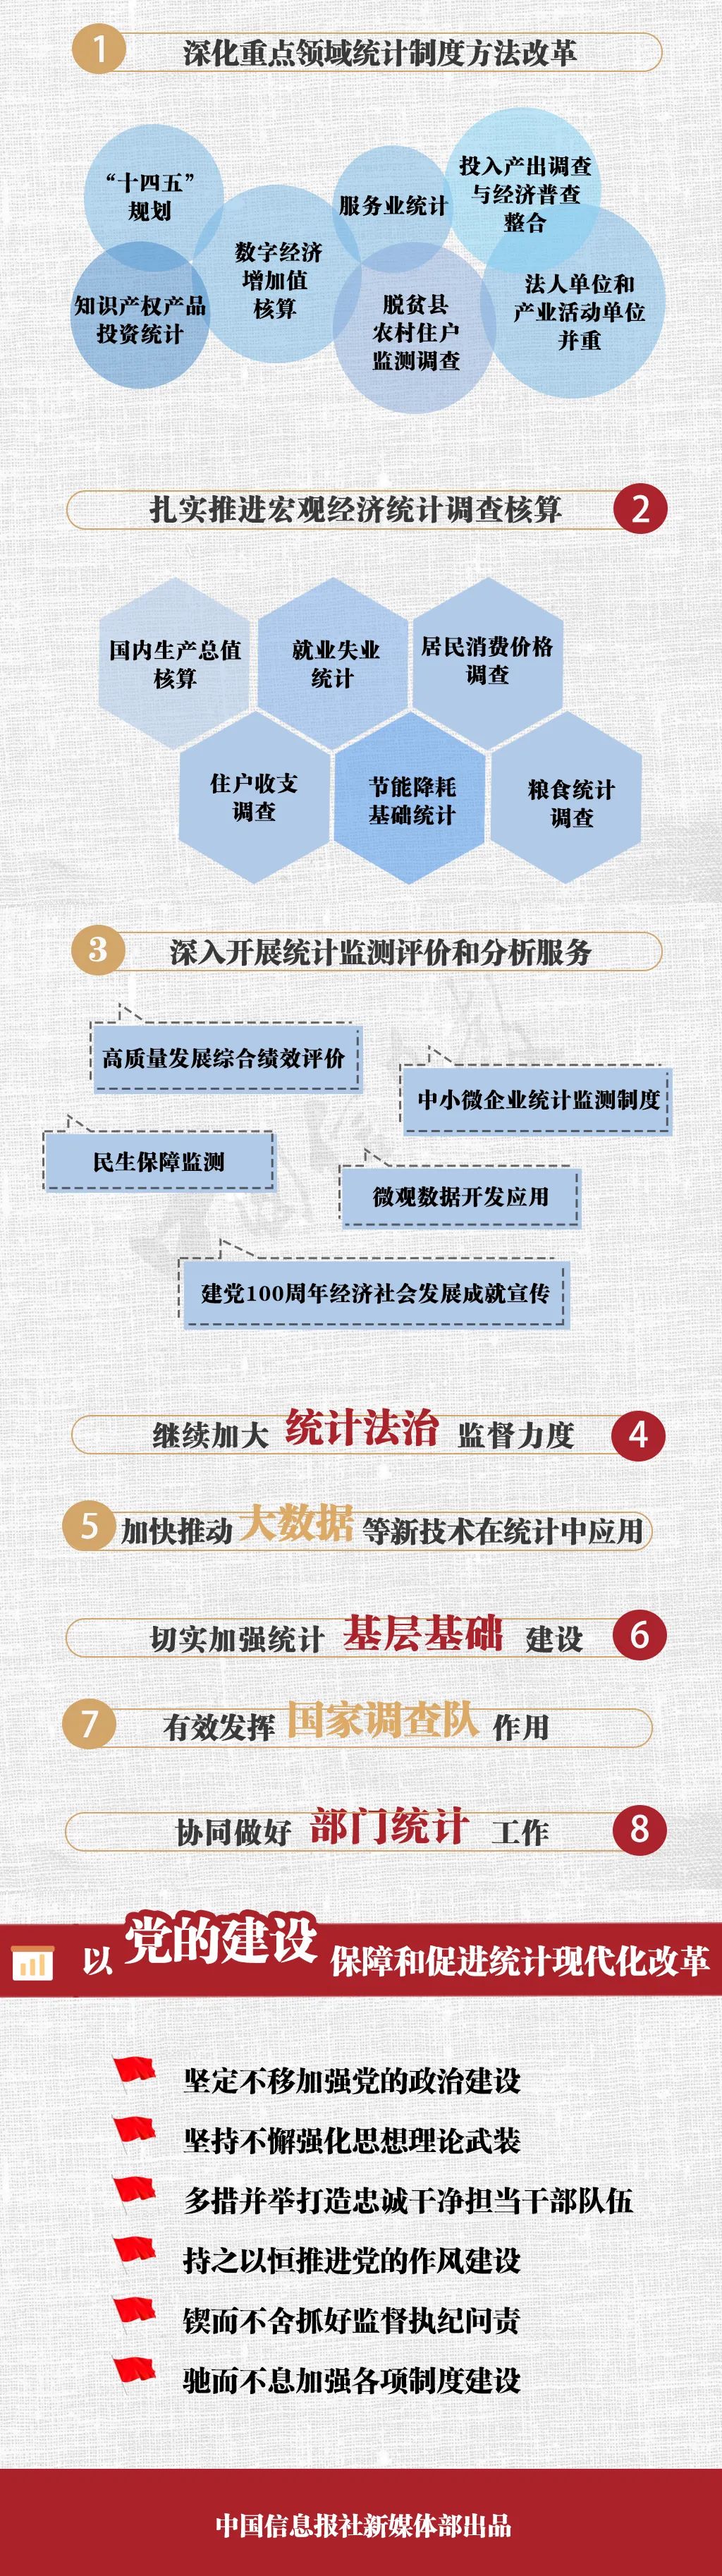 1
深化重点领域统计制度方法改革
“十四五”
规划
知识产权产品
投资统计
数字经济
增加值
核算
服务业统计
脱贫县
农村住户
监测调查
投入产出调查
与经济普查
整合
法人单位和
产业活动单位
并重
扎实推进宏观经济统计调查核算
2
国内生产总值
核算
就业失业
统计
居民消费价格
调查
住户收支
调查
节能降耗
基础统计
粮食统计
调查
3
深入开展统计监测评价和分析服务
高质量发展综合绩效评价
中小微企业统计监测制度
民生保障监测
微观数据开发应用
建党100周年经济社会发展成就宣传
继续加大 统计法治 监督力度 4
5 加快推动 大数据 等新技术在统计中应用
切实加强统计 基层基础 建设 6
7 有效发挥 国家调查队 作用
协同做好 部门统计 工作 8
以 党的建设 保障和促进统计现代化改革
坚定不移加强党的政治建设
坚持不懈强化思想理论武装
多措并举打造忠诚干净担当干部队伍
持之以恒推进党的作风建设
锲而不舍抓好监督执纪问责
驰而不息加强各项制度建设
中国信息报社新媒体部出品